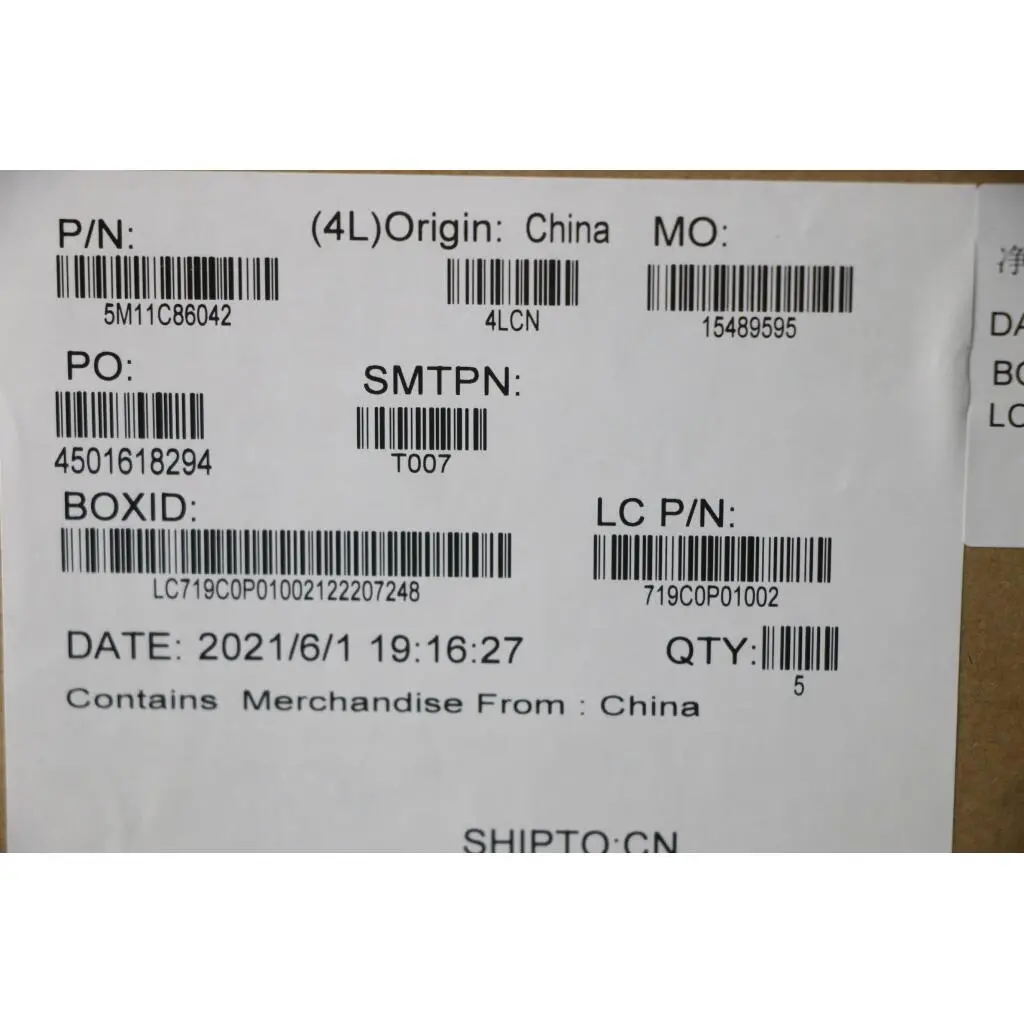 P/N:
(4L)Origin: China
MO:
5M11C86042
4LCN
15489595
PO:
SMTPN:
4501618294
T007
BOXID:
LC P/N:
LC719C0P01002122207248
719C0P01002
DATE: 2021/6/1 19:16:27
QTY:
5
Contains Merchandise From : China
SHIPTO:CN
净
DA
BO
LC